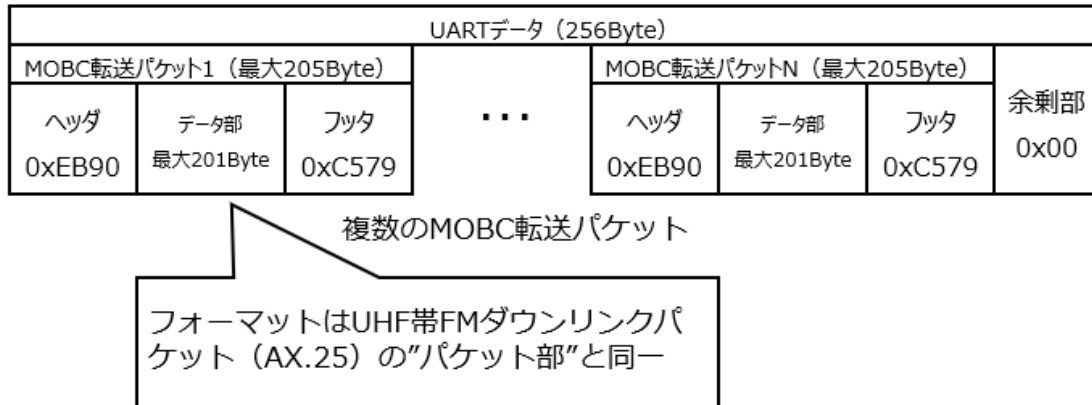 UARTデータ（256Byte）
MOBC転送パケット1（最大205Byte）
MOBC転送パケットN（最大205Byte）
ヘッダ
0xEB90
データ部
最大201Byte
フッタ
0xC579
・・・
ヘッダ
0xEB90
データ部
最大201Byte
フッタ
0xC579
余剰部
0x00
複数のMOBC転送パケット
フォーマットはUHF帯FMダウンリンクパ
ケット（AX.25）の”パケット部”と同一